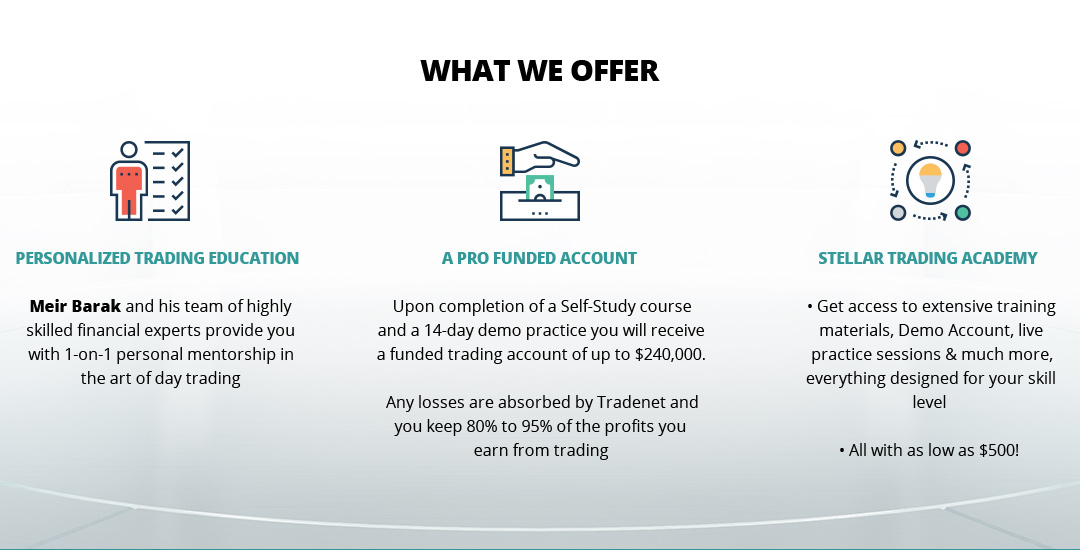 WHAT WE OFFER
PERSONALIZED TRADING EDUCATION
Meir Barak and his team of highly
skilled financial experts provide you
with 1-on-1 personal mentorship in
the art of day trading
A PRO FUNDED ACCOUNT
Upon completion of a Self-Study course
and a 14-day demo practice you will receive
a funded trading account of up to $240,000.
Any losses are absorbed by Tradenet and
you keep 80% to 95% of the profits you
earn from trading
STELLAR TRADING ACADEMY
• Get access to extensive training
materials, Demo Account, live
practice sessions & much more,
everything designed for your skill
level
• All with as low as $500!